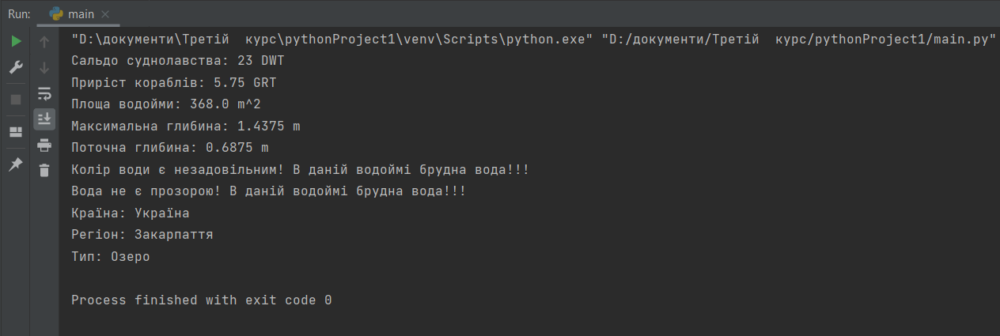 Run: main
"D:\документи\Третій  курс\pythonProject1\venv\Scripts\python.exe" "D:/документи/Третій  курс/pythonProject1/main.py"
Сальдо суднолавства: 23 DWT
Приріст кораблів: 5.75 GRT
Площа водойми: 368.0 m^2
Максимальна глибина: 1.4375 m
Поточна глибина: 0.6875 m
Колір води є незадовільним! В даній водоймі брудна вода!!!
Вода не є прозорою! В даній водоймі брудна вода!!!
Країна: Україна
Регіон: Закарпаття
Тип: Озеро
Process finished with exit code 0